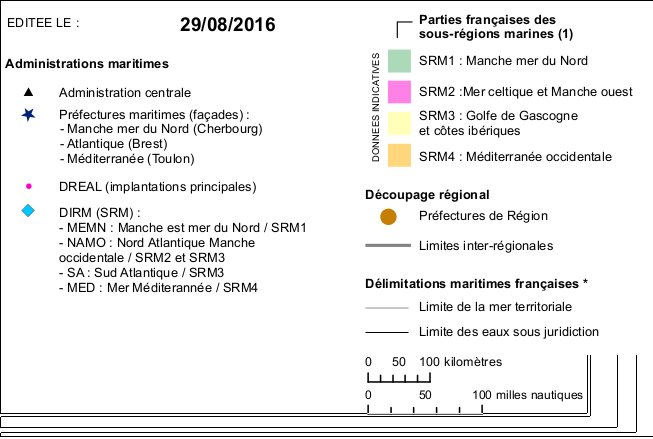 EDITEE LE :
29/08/2016
Administrations maritimes
Administration centrale
Préfectures maritimes (façades) :
- Manche mer du Nord (Cherbourg)
- Atlantique (Brest)
- Méditerranée (Toulon)
DREAL (implantations principales)
DIRM (SRM) :
- MEMN : Manche est mer du Nord / SRM1
- NAMO : Nord Atlantique Manche
occidentale / SRM2 et SRM3
- SA : Sud Atlantique / SRM3
- MED : Mer Méditerannée / SRM4
Parties françaises des
sous-régions marines (1)
DONNEES INDICATIVES
SRM1 : Manche mer du Nord
SRM2 :Mer celtique et Manche ouest
SRM3 : Golfe de Gascogne
et côtes ibériques
SRM4 : Méditerranée occidentale
Découpage régional
Préfectures de Région
Limites inter-régionales
Délimitations maritimes françaises *
Limite de la mer territoriale
Limite des eaux sous juridiction
0 50 100 kilomètres
0 50 100 milles nautiques